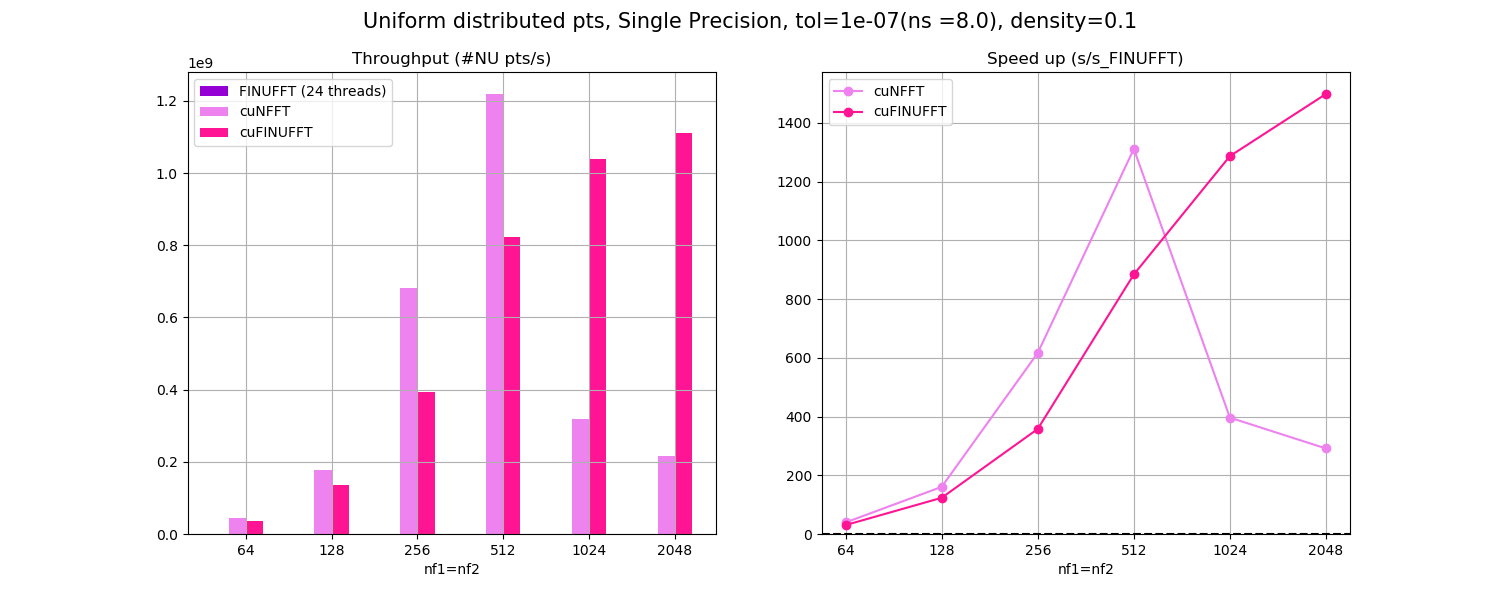 Uniform distributed pts, Single Precision, tol=1e-07(ns =8.0), density=0.1
Throughput (#NU pts/s)
1e9
FINUFFT (24 threads)
cuNFFT
cuFINUFFT
1.2
1.0
0.8
0.6
0.4
0.2
0.0
64 128 256 512 1024 2048
nf1=nf2
Speed up (s/s_FINUFFT)
cuNFFT
cuFINUFFT
1400
1200
1000
800
600
400
200
0
64 128 256 512 1024 2048
nf1=nf2